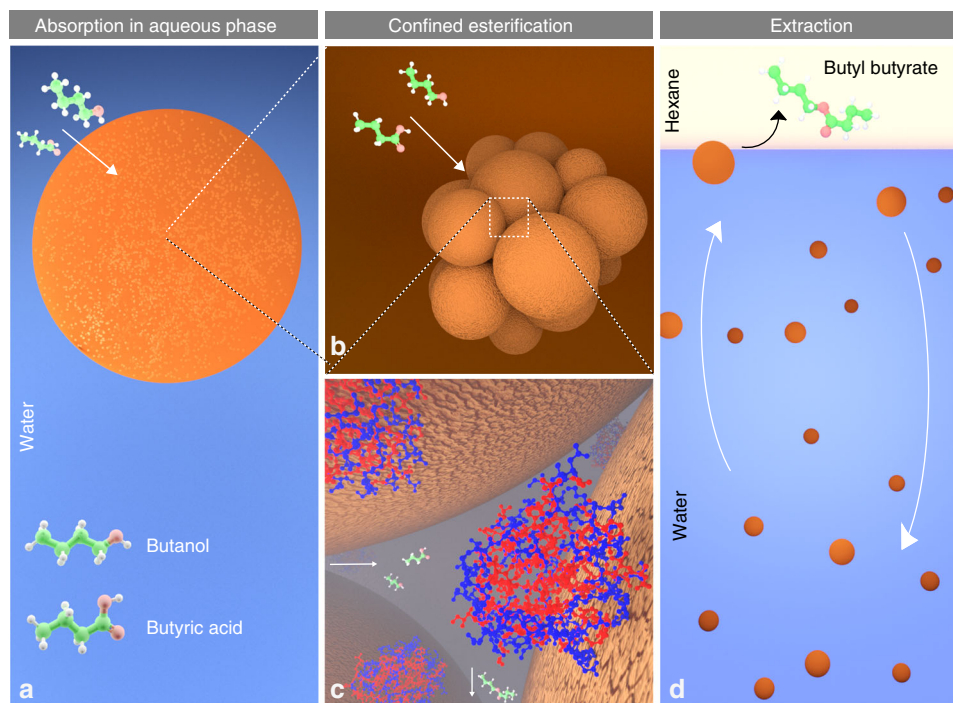 Absorption in aqueous phase
Confined esterification
Extraction
Water
Butanol
Butyric acid
a
b
c
Hexane
Butyl butyrate
Water
d